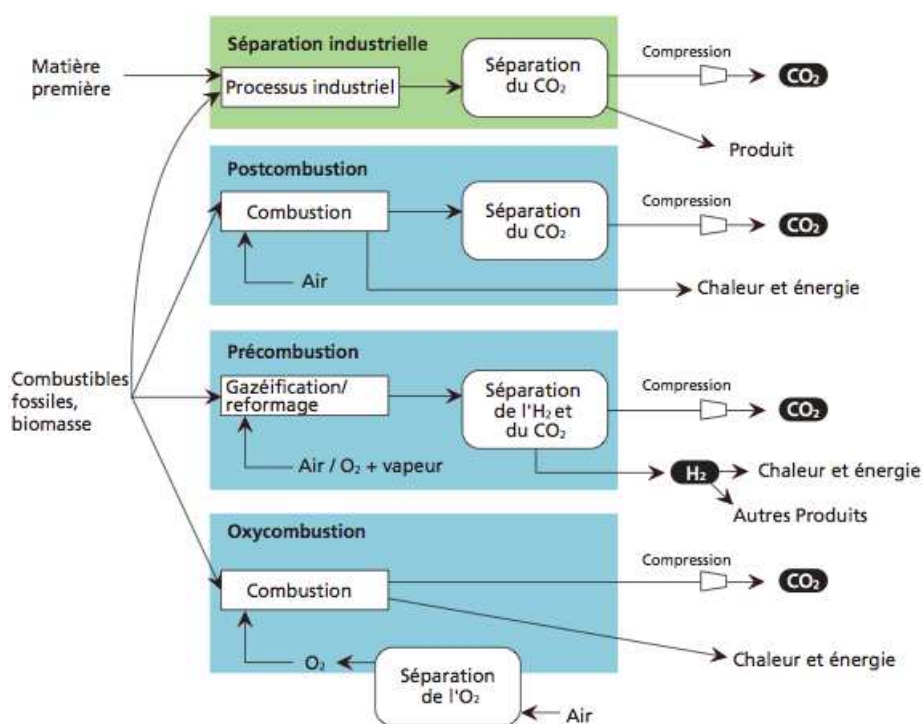 Séparation industrielle
Matière
première
Processus industriel
Séparation
du CO₂
Compression
CO₂
Produit
Postcombustion
Combustion
Air
Séparation
du CO₂
Compression
CO₂
Chaleur et énergie
Combustibles
fossiles,
biomasse
Précombustion
Gazéification/
reformage
Air / O₂ + vapeur
Séparation
de l'H₂ et
du CO₂
Compression
CO₂
H₂
Chaleur et énergie
Autres Produits
Oxycombustion
Combustion
O₂
Séparation
de l'O₂
Air
Compression
CO₂
Chaleur et énergie